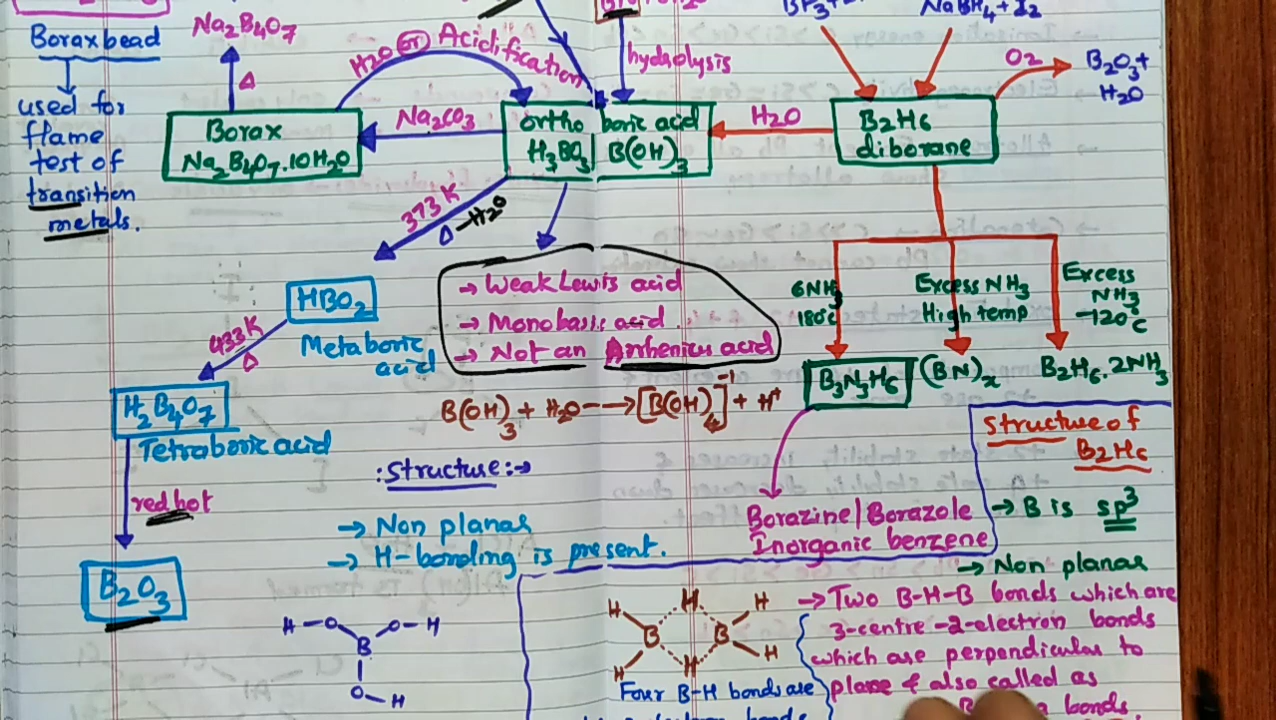 Borax bead
used for
flame
test of
transition
metals.
Na2B4O7
Δ
H2O (or) Acidification
Borax
Na2B4O7.10H2O
Na2CO3
hydrolysis
ortho boric acid
H3BO3 | B(OH)3
H2O
NaBH4 + I2
B2H6
diborane
O2
B2O3+
H2O
373 K
Δ -H2O
→ Weak Lewis acid
→ Monobasic acid
→ Not an Arrhenius acid
B(OH)3 + H2O → [B(OH)4]-1 + H+
HBO2
Metaboric
acid
433 K
Δ
H2B4O7
Tetraboric acid
red hot
B2O3
6NH3
180°C
Excess NH3
High temp
Excess
NH3
-120°C
B3N3H6
(BN)x
B2H6.2NH3
Borazine/Borazole
Inorganic benzene
:Structure:→
→ Non planar
→ H-bonding is present.
H-O O-H
B
O-H
Structure of
B2H6
→ B is sp3
→ Non planar
→ Two B-H-B bonds which are
3-centre-2-electron bonds
which are perpendicular to
plane & also called as
bonds.
H H H
B B
H H H
Four B-H bonds are